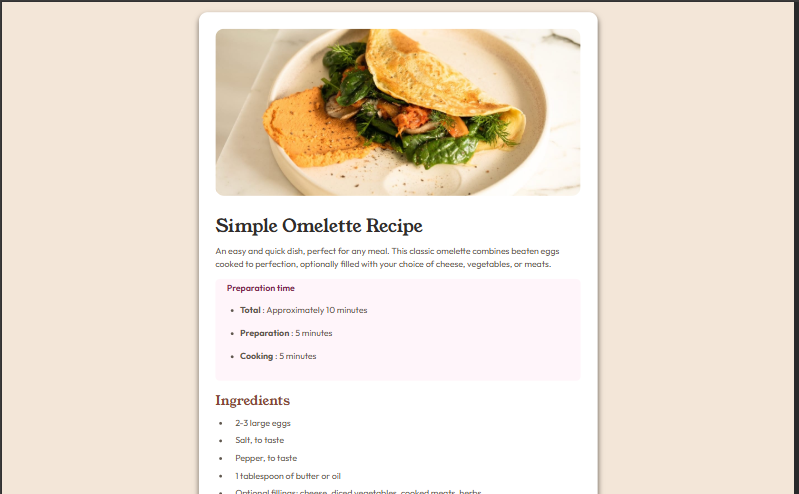 Simple Omelette Recipe
An easy and quick dish, perfect for any meal. This classic omelette combines beaten eggs
cooked to perfection, optionally filled with your choice of cheese, vegetables, or meats.
Preparation time
Total : Approximately 10 minutes
Preparation : 5 minutes
Cooking : 5 minutes
Ingredients
2-3 large eggs
Salt, to taste
Pepper, to taste
1 tablespoon of butter or oil
Optional fillings: cheese, diced vegetables, cooked meats, herbs